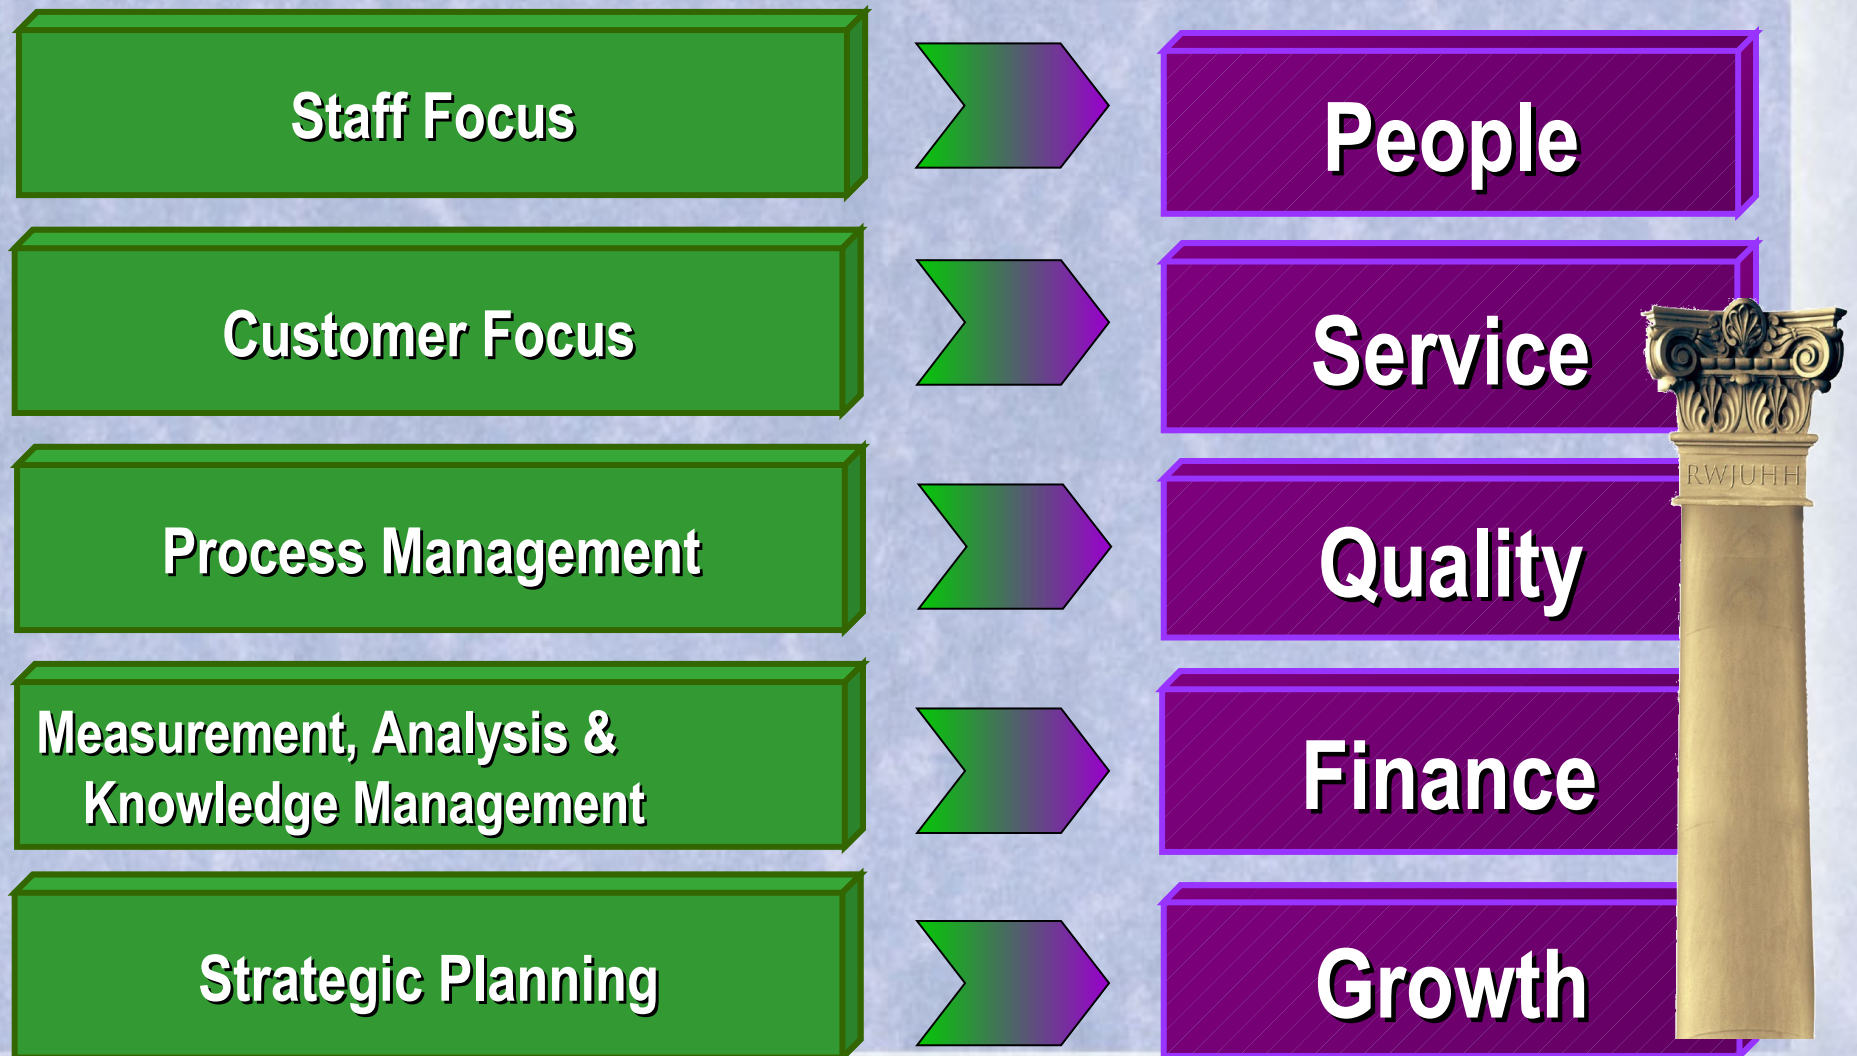 Staff Focus
People
Customer Focus
Service
RWJUHH
Process Management
Quality
Measurement, Analysis &
Knowledge Management
Finance
Strategic Planning
Growth